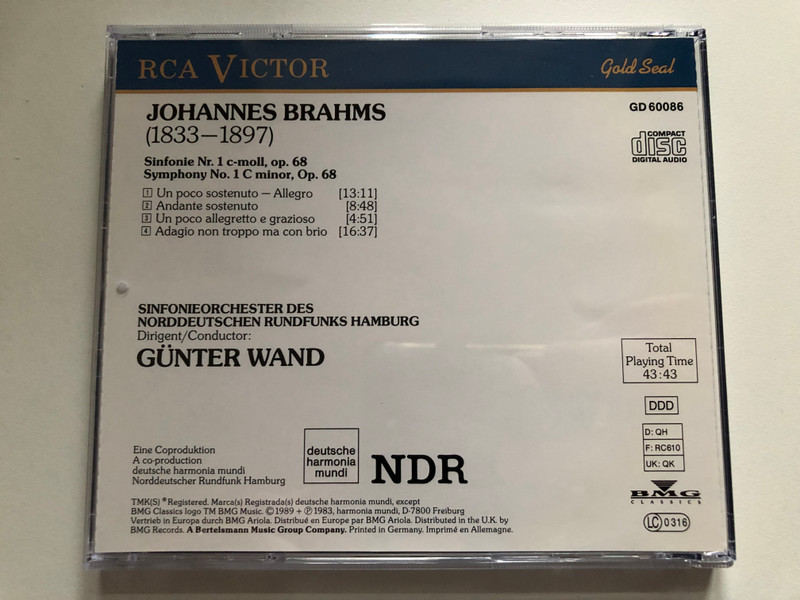 RCA VICTOR
Gold Seal
JOHANNES BRAHMS
(1833—1897)
GD 60086
COMPACT
disc
DIGITAL AUDIO
Sinfonie Nr. 1 c-moll, op. 68
Symphony No. 1 C minor, Op. 68
1 Un poco sostenuto — Allegro [13:11]
2 Andante sostenuto [8:48]
3 Un poco allegretto e grazioso [4:51]
4 Adagio non troppo ma con brio [16:37]
SINFONIEORCHESTER DES
NORDDEUTSCHEN RUNDFUNKS HAMBURG
Dirigent/Conductor:
GÜNTER WAND
Total
Playing Time
43:43
DDD
D: QH
F: RC610
UK: QK
BMG
CLASSICS
LC 0316
Eine Coproduktion
A co-production
deutsche harmonia mundi
Norddeutscher Rundfunk Hamburg
deutsche
harmonia
mundi
NDR
TMK(S) ® Registered. Marca(s) Registrada(s) deutsche harmonia mundi, except
BMG Classics logo TM BMG Music. © 1989 + ℗ 1983, harmonia mundi, D-7800 Freiburg
Vertrieb in Europa durch BMG Ariola. Distribué en Europe par BMG Ariola. Distributed in the U.K. by
BMG Records. A Bertelsmann Music Group Company. Printed in Germany. Imprimé en Allemagne.